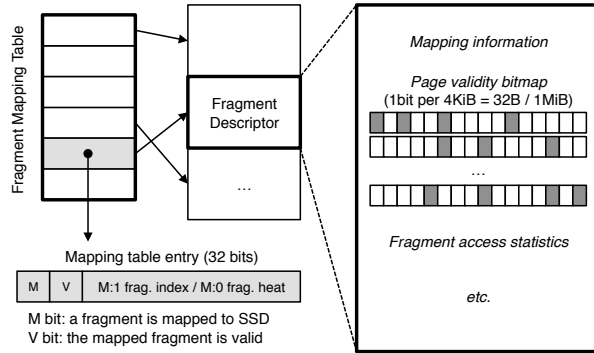 Fragment Mapping Table
Fragment
Descriptor
...
Mapping table entry (32 bits)
M
V
M:1 frag. index / M:0 frag. heat
M bit: a fragment is mapped to SSD
V bit: the mapped fragment is valid
Mapping information
Page validity bitmap
(1bit per 4KiB = 32B / 1MiB)
...
Fragment access statistics
etc.